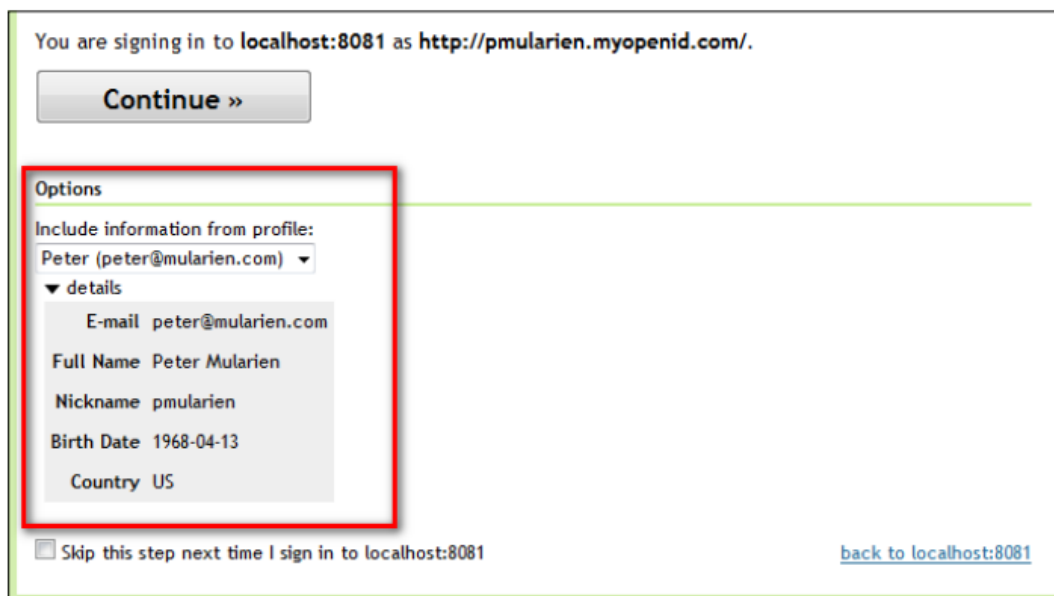 You are signing in to localhost:8081 as http://pmularien.myopenid.com/.
Continue »
Options
Include information from profile:
Peter (peter@mularien.com)
details
E-mail peter@mularien.com
Full Name Peter Mularien
Nickname pmularien
Birth Date 1968-04-13
Country US
Skip this step next time I sign in to localhost:8081
back to localhost:8081